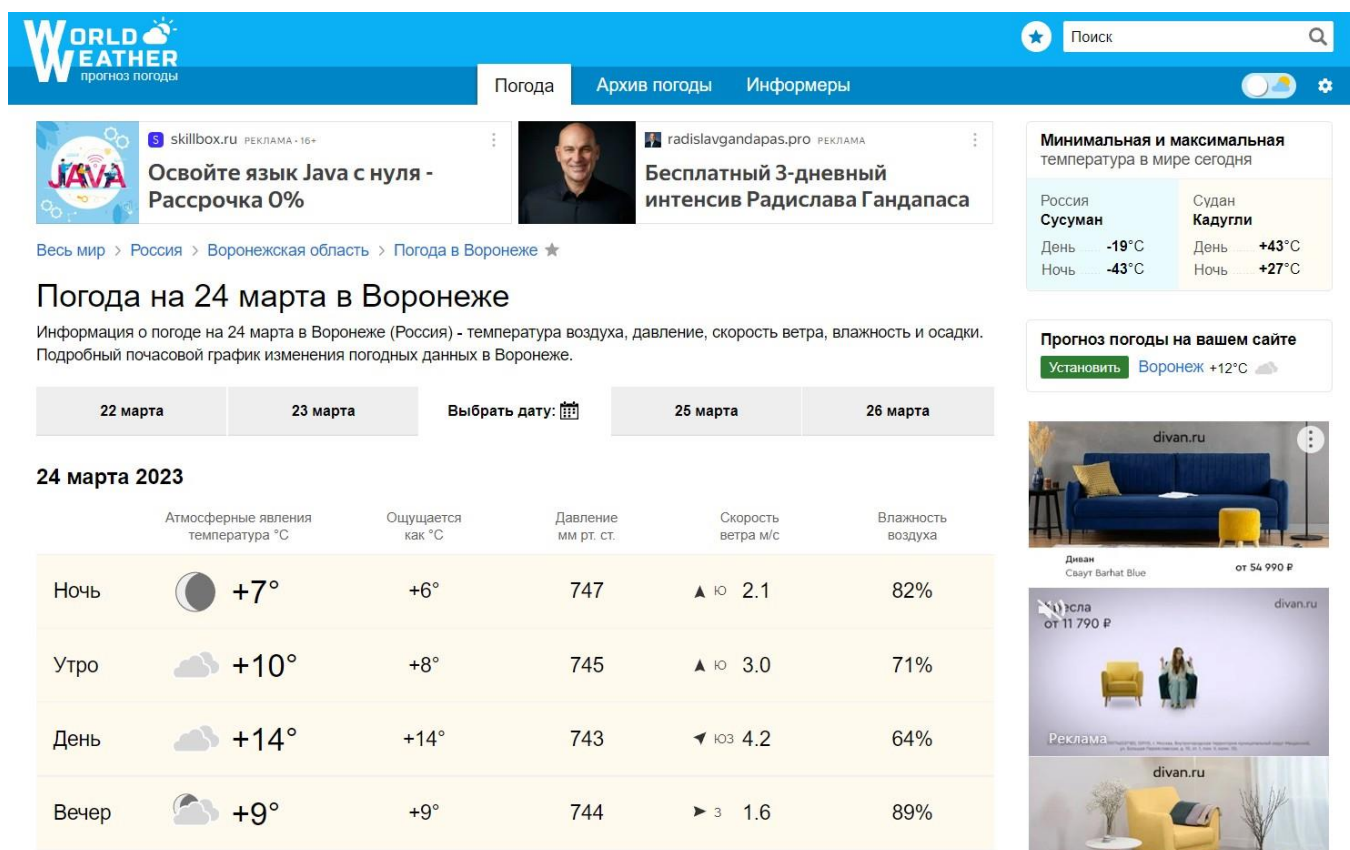 WORLD
WEATHER
прогноз погоды
Поиск
Погода
Архив погоды
Информеры
JAVA
S skillbox.ru РЕКЛАМА • 16+
Освойте язык Java с нуля -
Рассрочка 0%
radislavgandapas.pro РЕКЛАМА
Бесплатный 3-дневный
интенсив Радислава Гандапаса
Весь мир > Россия > Воронежская область > Погода в Воронеже
Погода на 24 марта в Воронеже
Информация о погоде на 24 марта в Воронеже (Россия) - температура воздуха, давление, скорость ветра, влажность и осадки.
Подробный почасовой график изменения погодных данных в Воронеже.
22 марта
23 марта
Выбрать дату:
25 марта
26 марта
24 марта 2023
Атмосферные явления
температура °C
Ощущается
как °C
Давление
мм рт. ст.
Скорость
ветра м/с
Влажность
воздуха
Ночь +7° +6° 747 Ю 2.1 82%
Утро +10° +8° 745 Ю 3.0 71%
День +14° +14° 743 ЮЗ 4.2 64%
Вечер +9° +9° 744 З 1.6 89%
Минимальная и максимальная
температура в мире сегодня
Россия
Сусуман
День -19°C
Ночь -43°C
Судан
Кадугли
День +43°C
Ночь +27°C
Прогноз погоды на вашем сайте
Установить Воронеж +12°C
divan.ru
Диван
Сваут Barhat Blue
от 54 990 ₽
divan.ru
от 11 790 ₽
Реклама
divan.ru